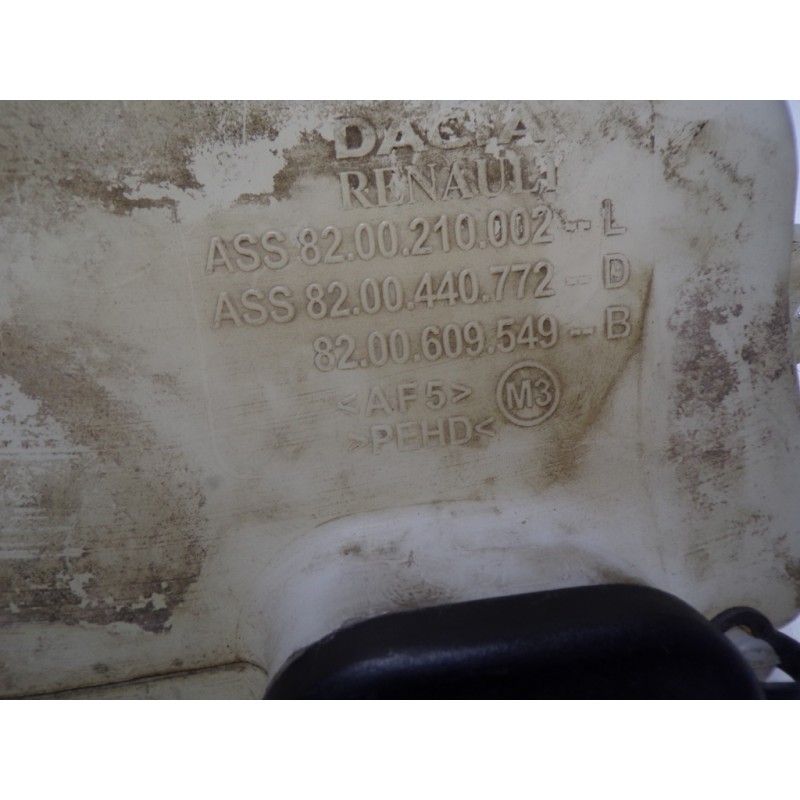 DACIA
RENAULT
ASS 82.00.210.002 -- L
ASS 82.00.440.772 -- D
82.00.609.549 -- B
<AF5> M3
>PEHD<